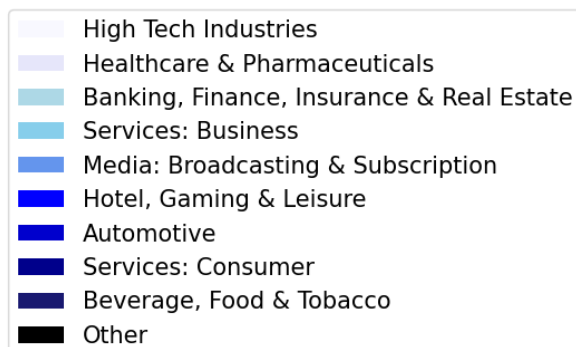 High Tech Industries
Healthcare & Pharmaceuticals
Banking, Finance, Insurance & Real Estate
Services: Business
Media: Broadcasting & Subscription
Hotel, Gaming & Leisure
Automotive
Services: Consumer
Beverage, Food & Tobacco
Other